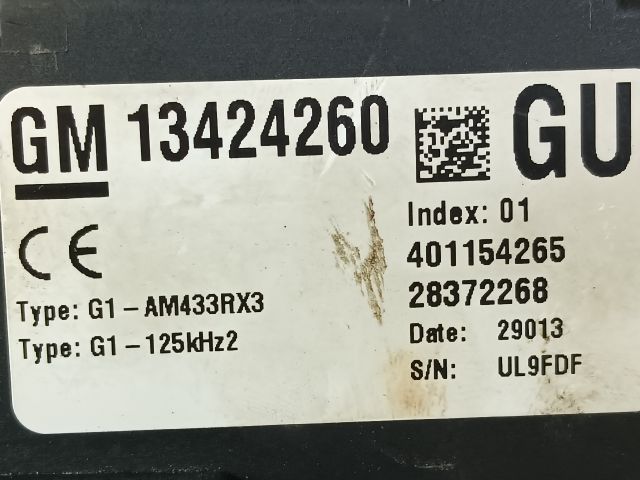 GM 13424260 GU
CE
Type: G1-AM433RX3
Type: G1-125kHz2
Index: 01
401154265
28372268
Date: 29013
S/N: UL9FDF